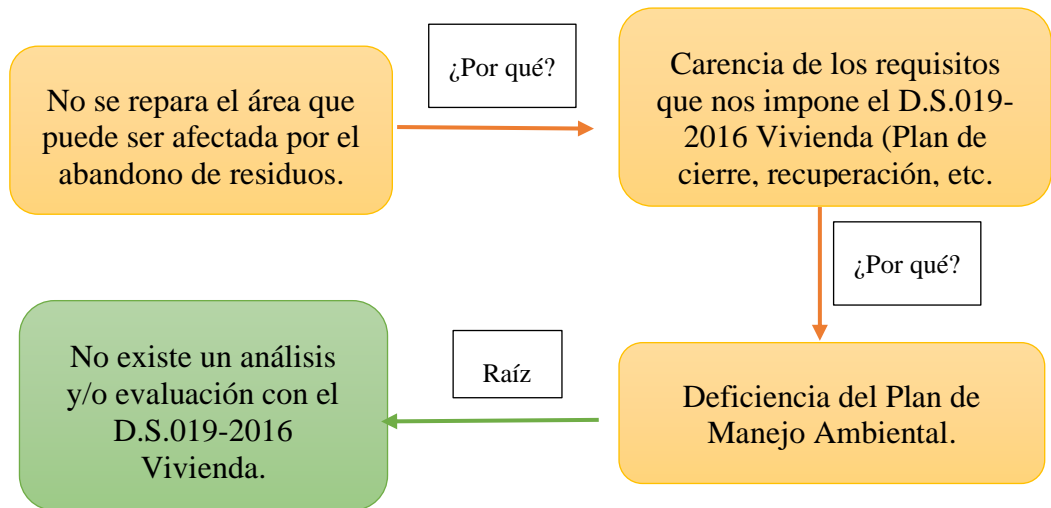 No se repara el área que
puede ser afectada por el
abandono de residuos.
¿Por qué?
Carencia de los requisitos
que nos impone el D.S.019-
2016 Vivienda (Plan de
cierre, recuperación, etc.
¿Por qué?
Deficiencia del Plan de
Manejo Ambiental.
Raíz
No existe un análisis
y/o evaluación con el
D.S.019-2016
Vivienda.